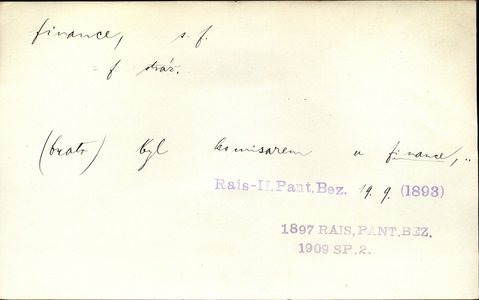 finance, s. f.
= f. stráž.
(bratr) byl komisarem u finance, ..
Rais-II.Pant.Bez. 19. 9. (1893)
1897 RAIS, PANT.BEZ.
1909 SP.2.